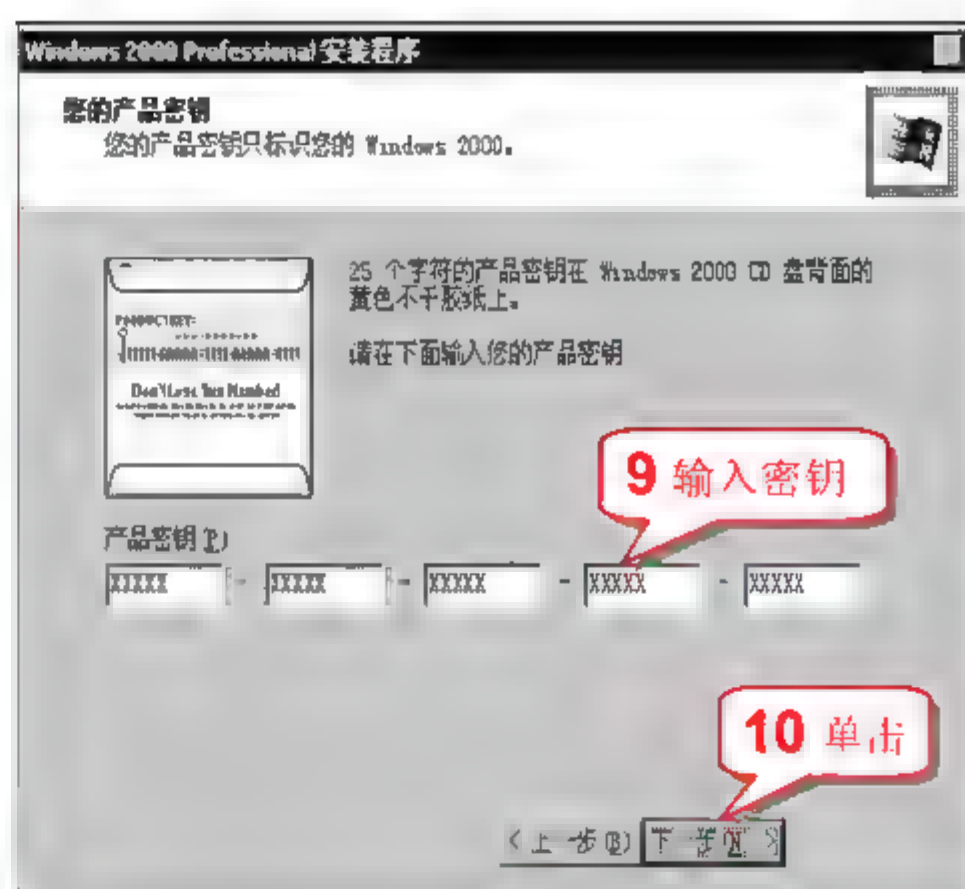 Windows 2000 Professional 安装程序
您的产品密钥
您的产品密钥只标识您的 Windows 2000。
25 个字符的产品密钥在 Windows 2000 CD 盘背面的
黄色不干胶纸上。
请在下面输入您的产品密钥
PRODUCT KEY:
9 输入密钥
产品密钥(P)
XXXXX - XXXXX - XXXXX - XXXXX - XXXXX
10 单击
< 上一步(B) 下一步(N) >